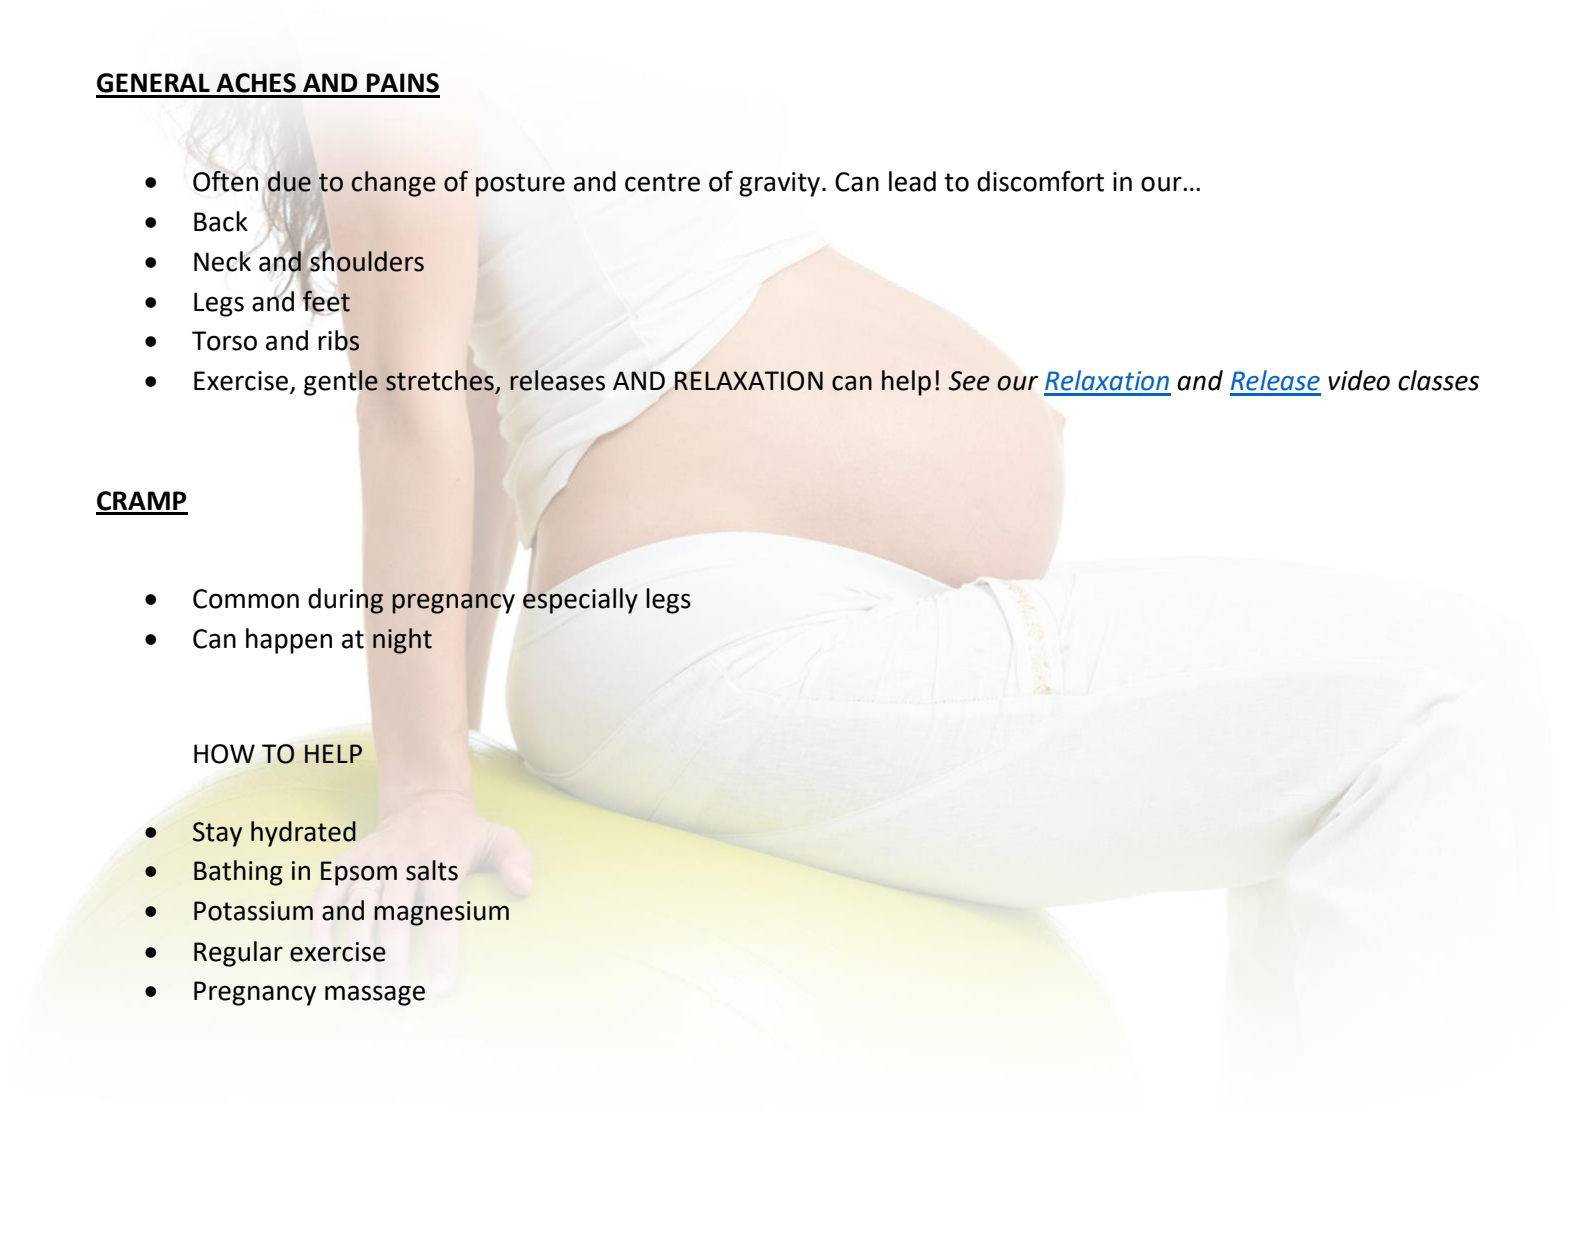 GENERAL ACHES AND PAINS
• Often due to change of posture and centre of gravity. Can lead to discomfort in our…
• Back
• Neck and shoulders
• Legs and feet
• Torso and ribs
• Exercise, gentle stretches, releases AND RELAXATION can help! See our Relaxation and Release video classes
CRAMP
• Common during pregnancy especially legs
• Can happen at night
HOW TO HELP
• Stay hydrated
• Bathing in Epsom salts
• Potassium and magnesium
• Regular exercise
• Pregnancy massage